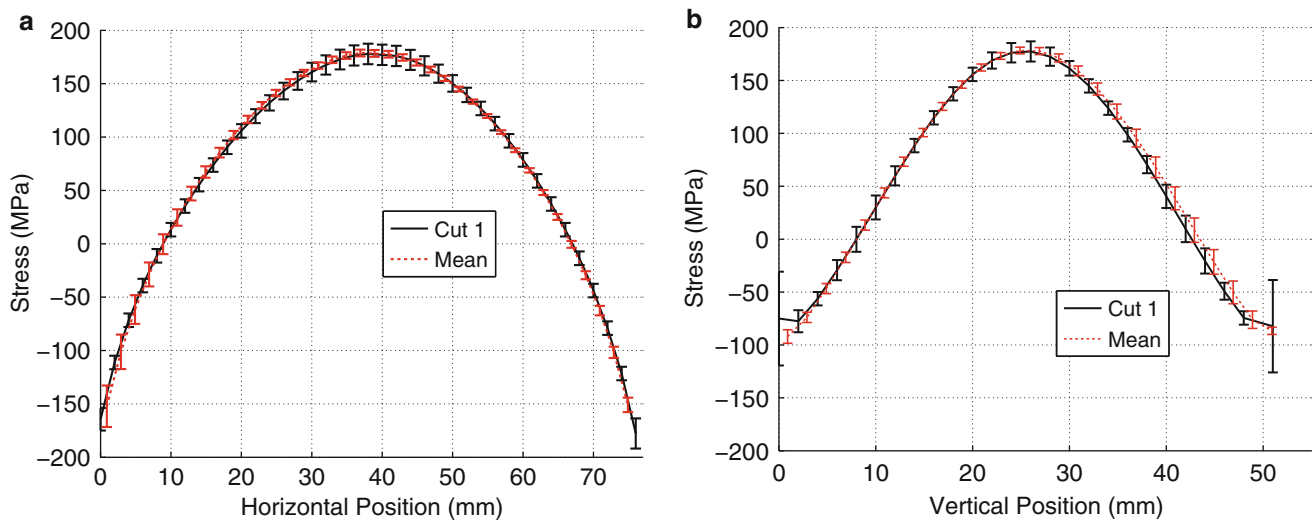 a
200
150
100
50
0
−50
−100
−150
−200
Stress (MPa)
Cut 1
Mean
0 10 20 30 40 50 60 70
Horizontal Position (mm)
b
200
150
100
50
0
−50
−100
−150
−200
Stress (MPa)
Cut 1
Mean
0 10 20 30 40 50
Vertical Position (mm)